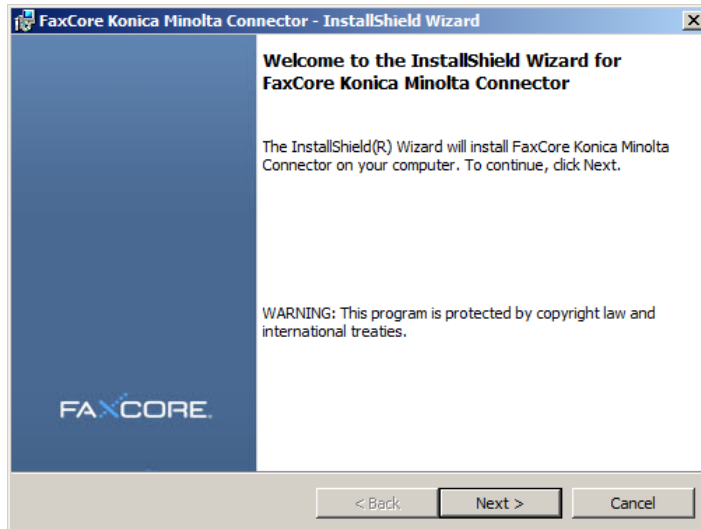 FaxCore Konica Minolta Connector - InstallShield Wizard
Welcome to the InstallShield Wizard for
FaxCore Konica Minolta Connector
The InstallShield(R) Wizard will install FaxCore Konica Minolta
Connector on your computer. To continue, click Next.
WARNING: This program is protected by copyright law and
international treaties.
FAXCORE.
< Back
Next >
Cancel